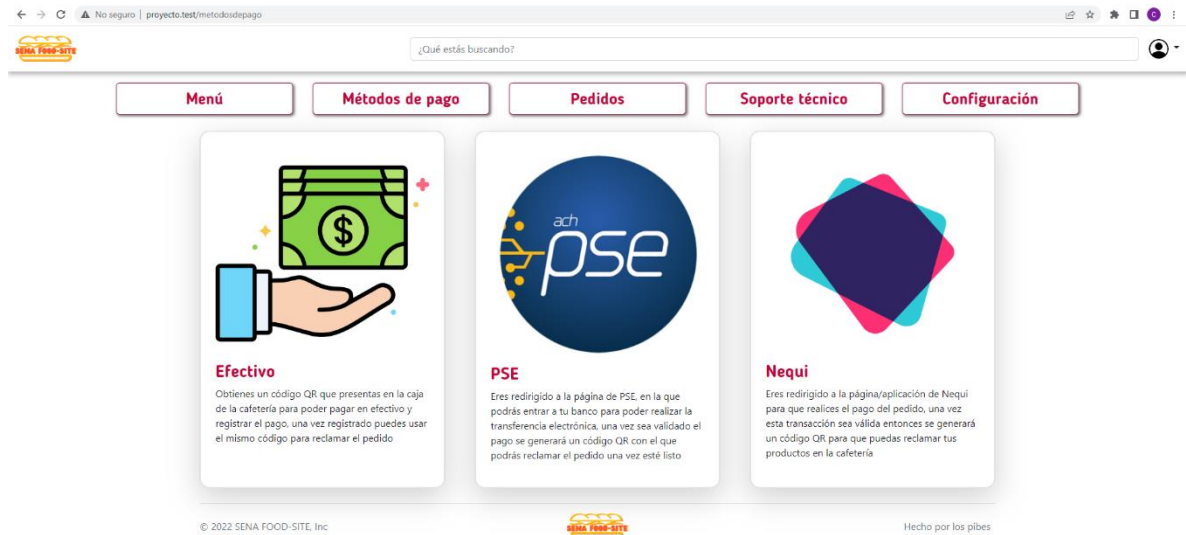 No seguro | proyecto.test/metodosdepago
SENA FOOD-SITE
¿Qué estás buscando?
C
Menú
Métodos de pago
Pedidos
Soporte técnico
Configuración
$
Efectivo
Obtienes un código QR que presentas en la caja
de la cafetería para poder pagar en efectivo y
registrar el pago, una vez registrado puedes usar
el mismo código para reclamar el pedido
ach
pse
PSE
Eres redirigido a la página de PSE, en la que
podrás entrar a tu banco para poder realizar la
transferencia electrónica, una vez sea validado el
pago se generará un código QR con el que
podrás reclamar el pedido una vez esté listo
Nequi
Eres redirigido a la página/aplicación de Nequi
para que realices el pago del pedido, una vez
esta transacción sea válida entonces se generará
un código QR para que puedas reclamar tus
productos en la cafetería
© 2022 SENA FOOD-SITE, Inc
SENA FOOD-SITE
Hecho por los pibes